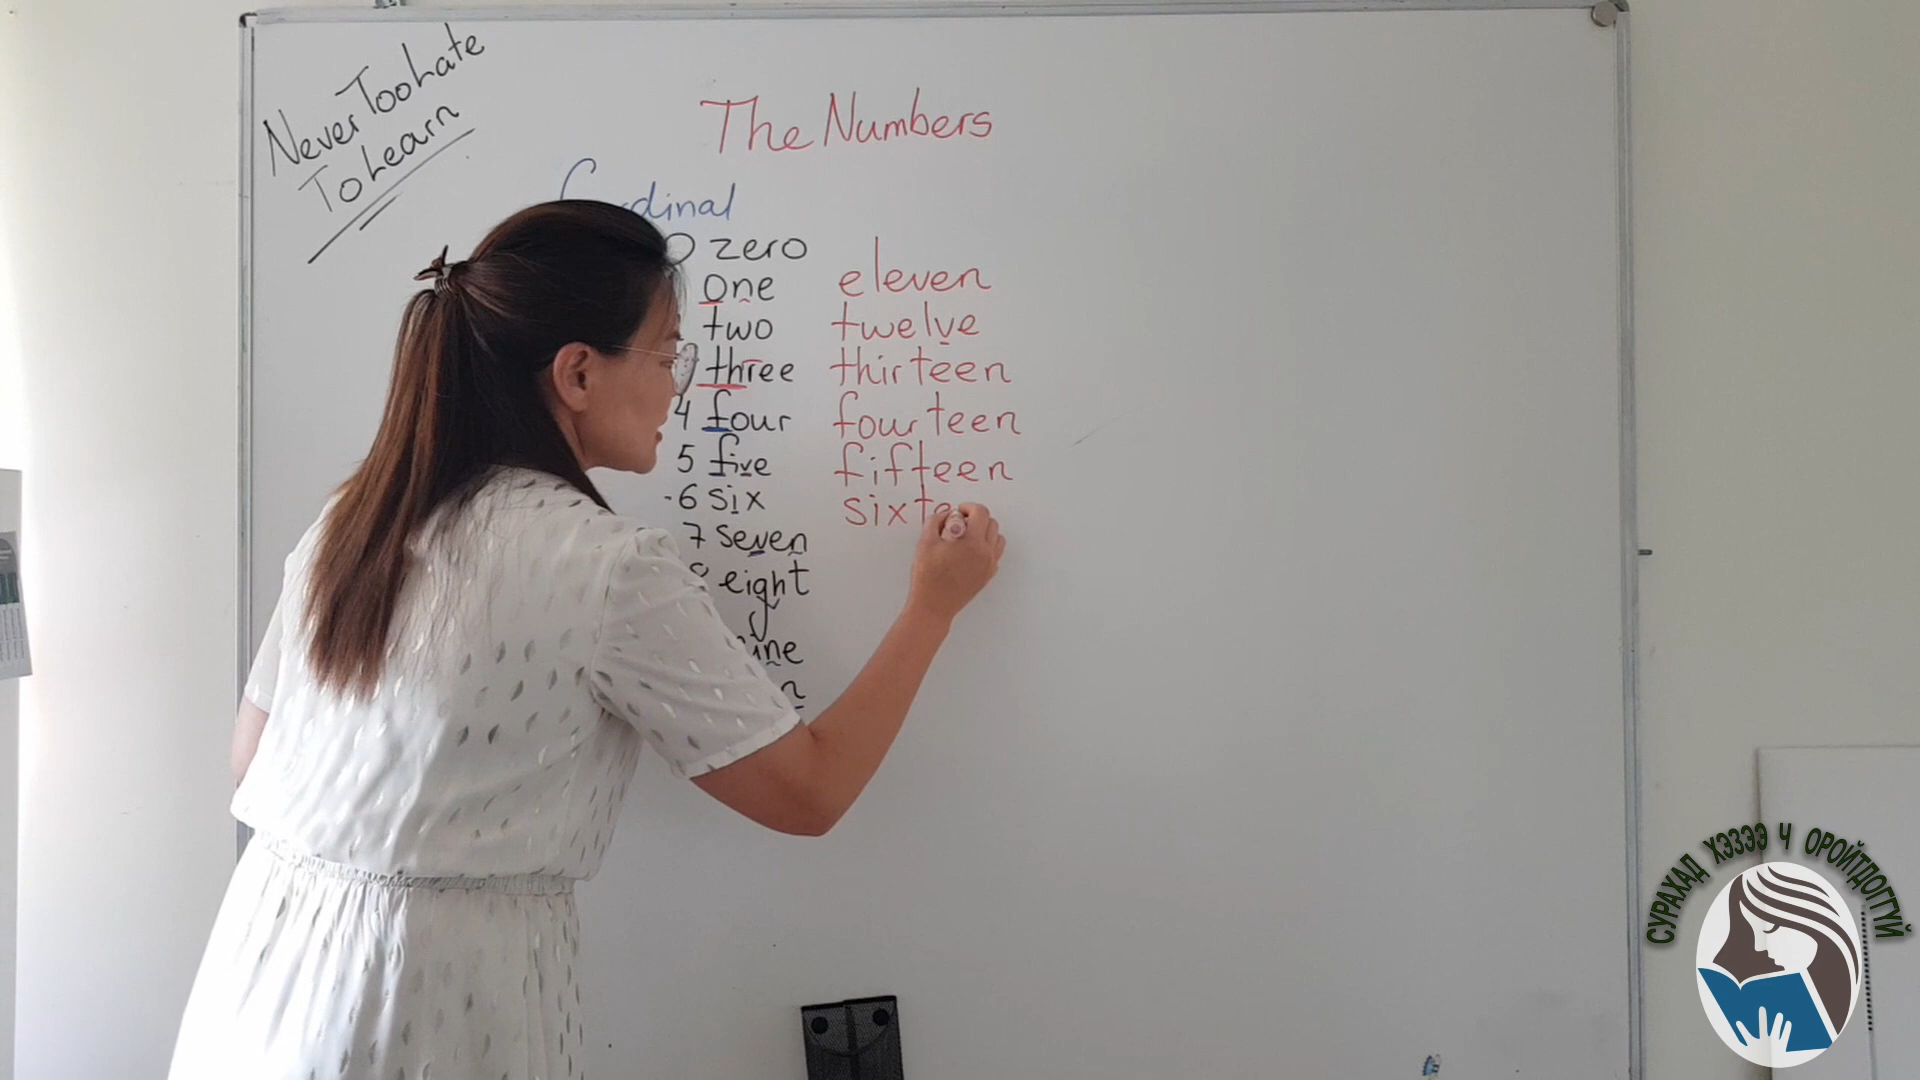 Never Too Late
To Learn
The Numbers
zero
one
two
three
4 four
5 five
6 six
7 seven
eight
eleven
twelve
thirteen
fourteen
fifteen
СУРАХАД ХЭЗЭЭ Ч ОРОЙТДОГГҮЙ